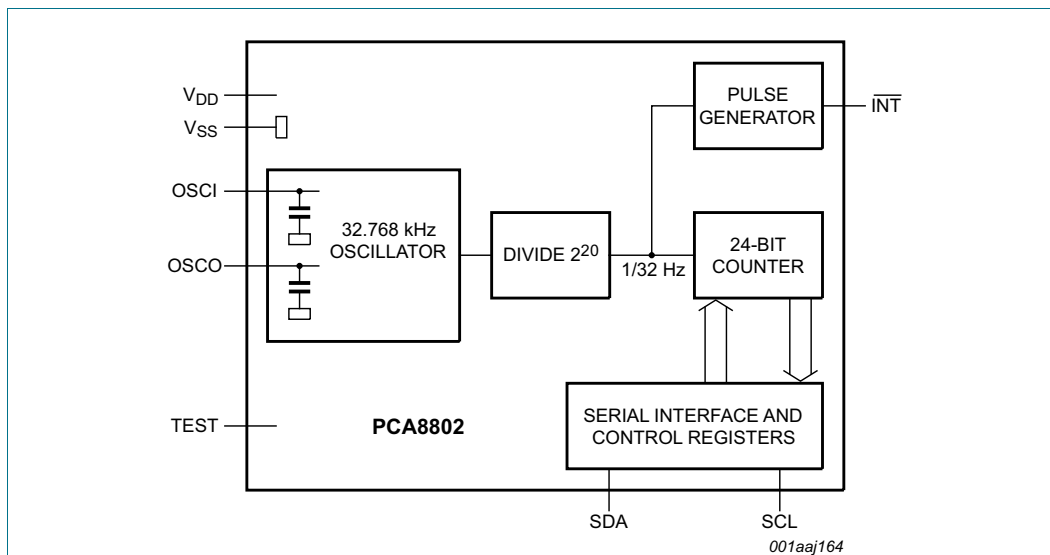 V_DD
V_SS
OSCI
OSCO
TEST
32.768 kHz
OSCILLATOR
DIVIDE 2^20
1/32 Hz
PULSE
GENERATOR
I̅N̅T̅
24-BIT
COUNTER
PCA8802
SERIAL INTERFACE AND
CONTROL REGISTERS
SDA
SCL
001aaj164